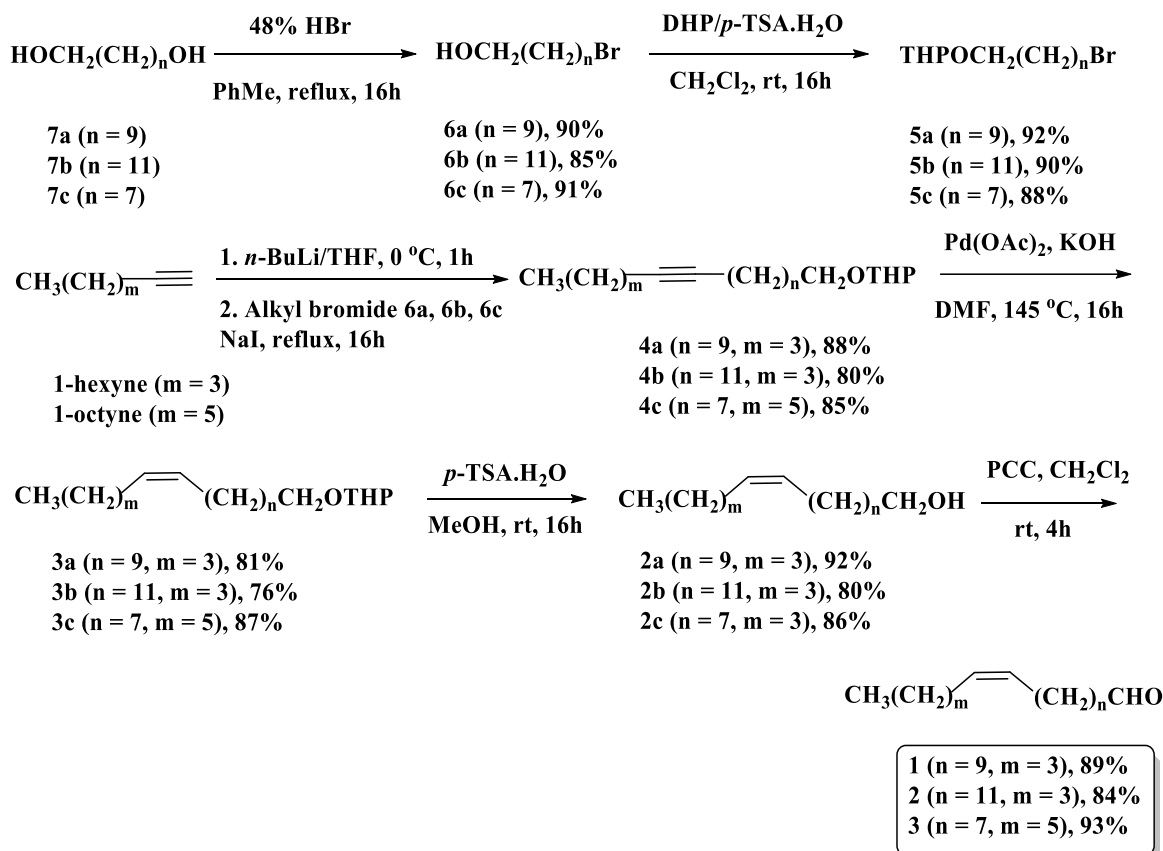 HOCH₂(CH₂)ₙOH 48% HBr HOCH₂(CH₂)ₙBr DHP/p-TSA.H₂O THPOCH₂(CH₂)ₙBr
PhMe, reflux, 16h CH₂Cl₂, rt, 16h
7a (n = 9) 6a (n = 9), 90% 5a (n = 9), 92%
7b (n = 11) 6b (n = 11), 85% 5b (n = 11), 90%
7c (n = 7) 6c (n = 7), 91% 5c (n = 7), 88%
CH₃(CH₂)m 1. n-BuLi/THF, 0 °C, 1h CH₃(CH₂)m (CH₂)ₙCH₂OTHP Pd(OAc)₂, KOH
2. Alkyl bromide 6a, 6b, 6c DMF, 145 °C, 16h
NaI, reflux, 16h
1-hexyne (m = 3) 4a (n = 9, m = 3), 88%
1-octyne (m = 5) 4b (n = 11, m = 3), 80%
4c (n = 7, m = 5), 85%
CH₃(CH₂)m (CH₂)ₙCH₂OTHP p-TSA.H₂O CH₃(CH₂)m (CH₂)ₙCH₂OH PCC, CH₂Cl₂
MeOH, rt, 16h rt, 4h
3a (n = 9, m = 3), 81% 2a (n = 9, m = 3), 92%
3b (n = 11, m = 3), 76% 2b (n = 11, m = 3), 80%
3c (n = 7, m = 5), 87% 2c (n = 7, m = 3), 86%
CH₃(CH₂)m (CH₂)ₙCHO
1 (n = 9, m = 3), 89%
2 (n = 11, m = 3), 84%
3 (n = 7, m = 5), 93%